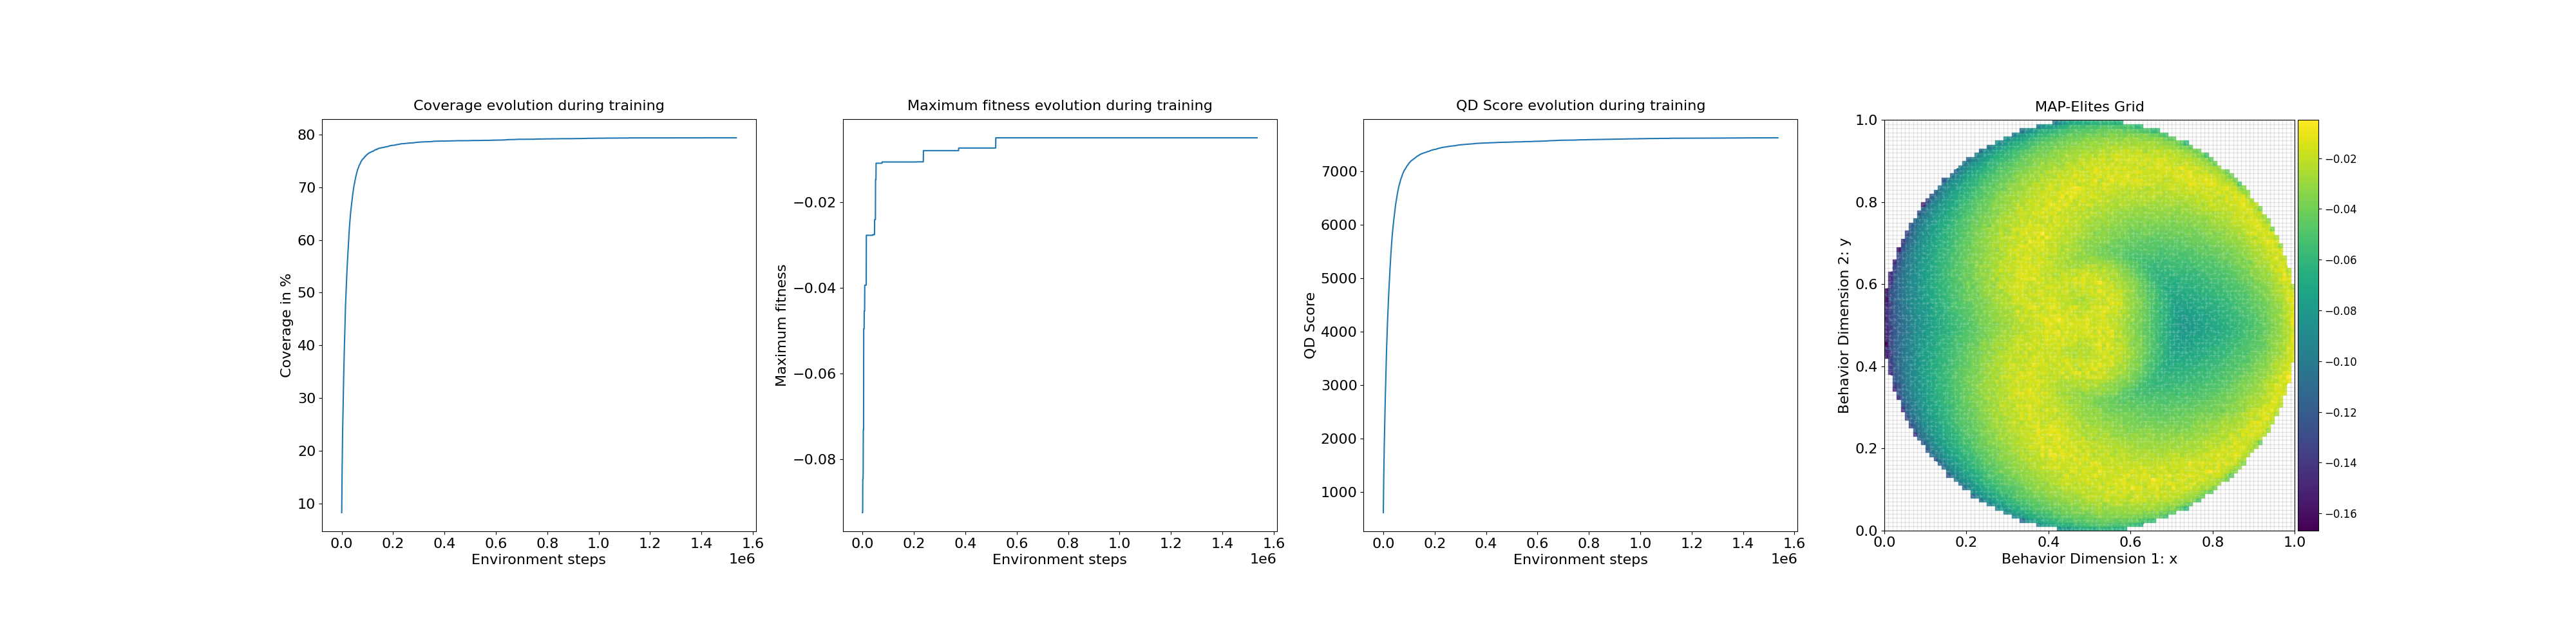 Coverage evolution during training
80
70
60
50
40
30
20
10
Coverage in %
0.0 0.2 0.4 0.6 0.8 1.0 1.2 1.4 1.6
1e6
Environment steps
Maximum fitness evolution during training
−0.02
−0.04
−0.06
−0.08
Maximum fitness
0.0 0.2 0.4 0.6 0.8 1.0 1.2 1.4 1.6
1e6
Environment steps
QD Score evolution during training
7000
6000
5000
4000
3000
2000
1000
QD Score
0.0 0.2 0.4 0.6 0.8 1.0 1.2 1.4 1.6
1e6
Environment steps
MAP-Elites Grid
1.0
0.8
0.6
0.4
0.2
0.0
Behavior Dimension 2: y
0.0 0.2 0.4 0.6 0.8 1.0
Behavior Dimension 1: x
−0.02
−0.04
−0.06
−0.08
−0.10
−0.12
−0.14
−0.16